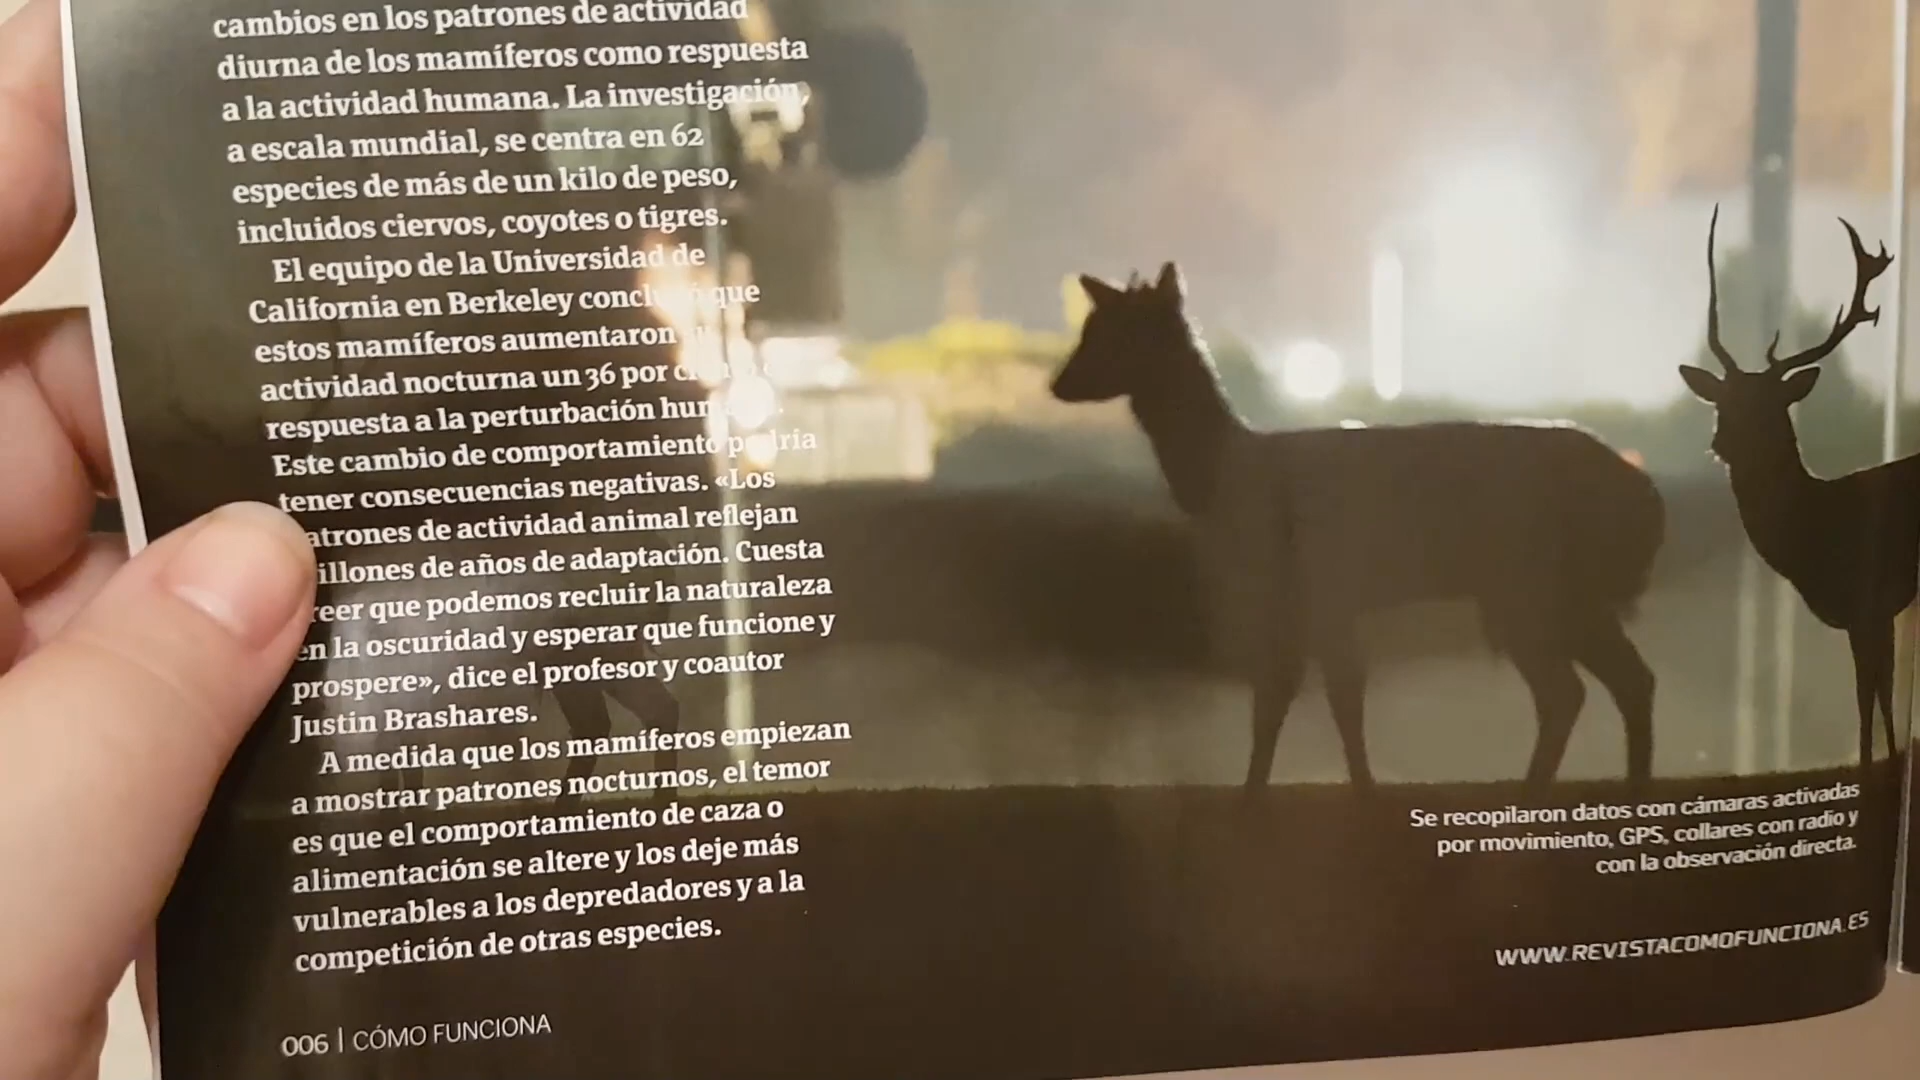 cambios en los patrones de actividad
diurna de los mamíferos como respuesta
a la actividad humana. La investigación,
a escala mundial, se centra en 62
especies de más de un kilo de peso,
incluidos ciervos, coyotes o tigres.
El equipo de la Universidad de
California en Berkeley que
estos mamíferos aumentaron
actividad nocturna un 36 por
respuesta a la perturbación
Este cambio de comportamiento podría
tener consecuencias negativas. «Los
atrones de actividad animal reflejan
illones de años de adaptación. Cuesta
reer que podemos recluir la naturaleza
en la oscuridad y esperar que funcione y
prospere», dice el profesor y coautor
Justin Brashares.
A medida que los mamíferos empiezan
a mostrar patrones nocturnos, el temor
es que el comportamiento de caza o
alimentación se altere y los deje más
vulnerables a los depredadores y a la
competición de otras especies.
Se recopilaron datos con cámaras activadas
por movimiento, GPS, collares con radio y
con la observación directa.
WWW.REVISTACOMOFUNCIONA.ES
006 | CÓMO FUNCIONA